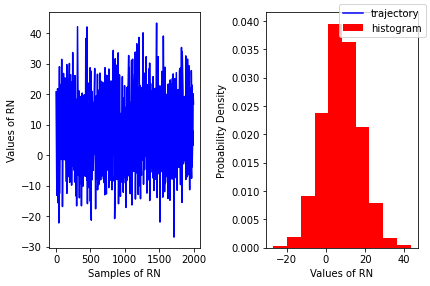 trajectory
histogram
Values of RN
40
30
20
10
0
−10
−20
−30
0 500 1000 1500 2000
Samples of RN
Probability Density
0.040
0.035
0.030
0.025
0.020
0.015
0.010
0.005
0.000
−20 0 20 40
Values of RN